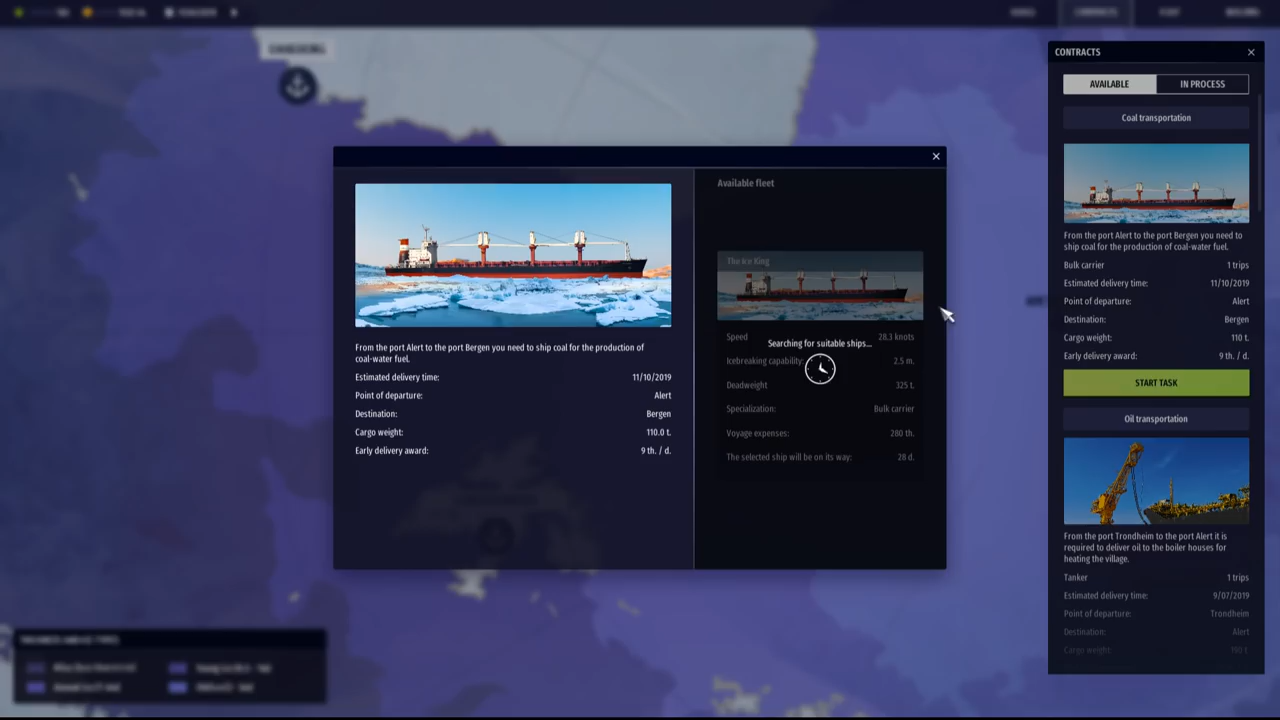 CONTRACTS
AVAILABLE
IN PROCESS
Coal transportation
From the port Alert to the port Bergen you need to
ship coal for the production of coal-water fuel.
Bulk carrier 1 trips
Estimated delivery time: 11/10/2019
Point of departure: Alert
Destination: Bergen
Cargo weight: 110 t.
Early delivery award: 9 th. / d.
START TASK
Oil transportation
From the port Trondheim to the port Alert it is
required to deliver oil to the boiler houses for
heating the village.
Tanker 1 trips
Estimated delivery time: 9/07/2019
Point of departure: Trondheim
Destination: Alert
Cargo weight: 190 t.
From the port Alert to the port Bergen you need to ship coal for the production of
coal-water fuel.
Estimated delivery time: 11/10/2019
Point of departure: Alert
Destination: Bergen
Cargo weight: 110.0 t.
Early delivery award: 9 th. / d.
Available fleet
The Ice King
Speed 28.3 knots
Searching for suitable ships...
Icebreaking capability: 2.5 m.
Deadweight 325 t.
Specialization: Bulk carrier
Voyage expenses: 280 th.
The selected ship will be on its way: 28 d.